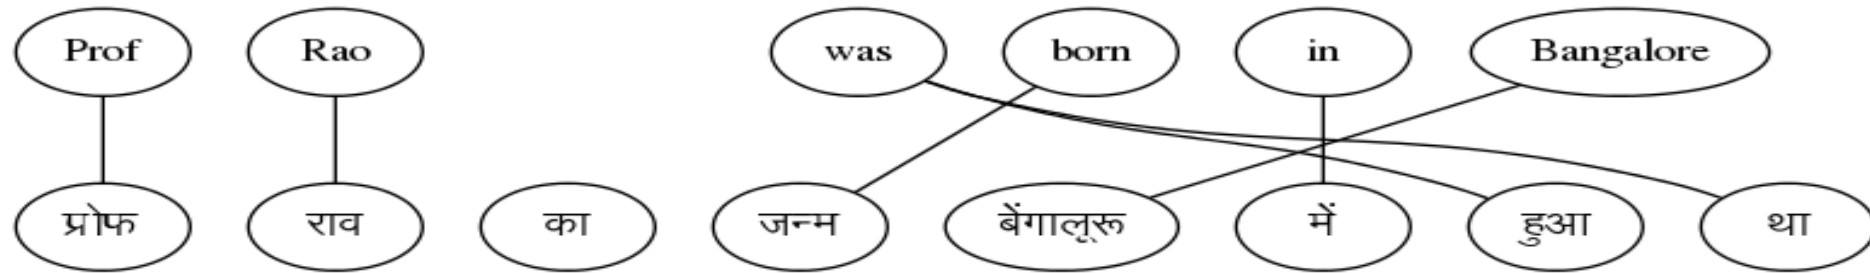 Prof Rao was born in Bangalore
प्रोफ राव का जन्म बेंगालूरू में हुआ था